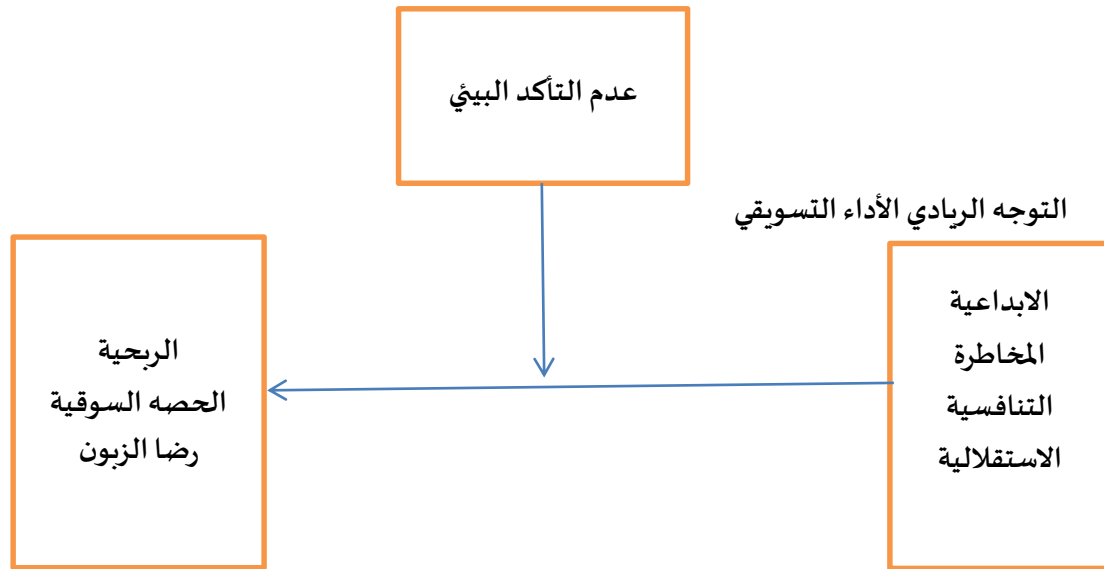 عدم التأكد البيئي
التوجه الريادي الأداء التسويقي
الابداعية
المخاطرة
التنافسية
الاستقلالية
الربحية
الحصه السوقية
رضا الزبون